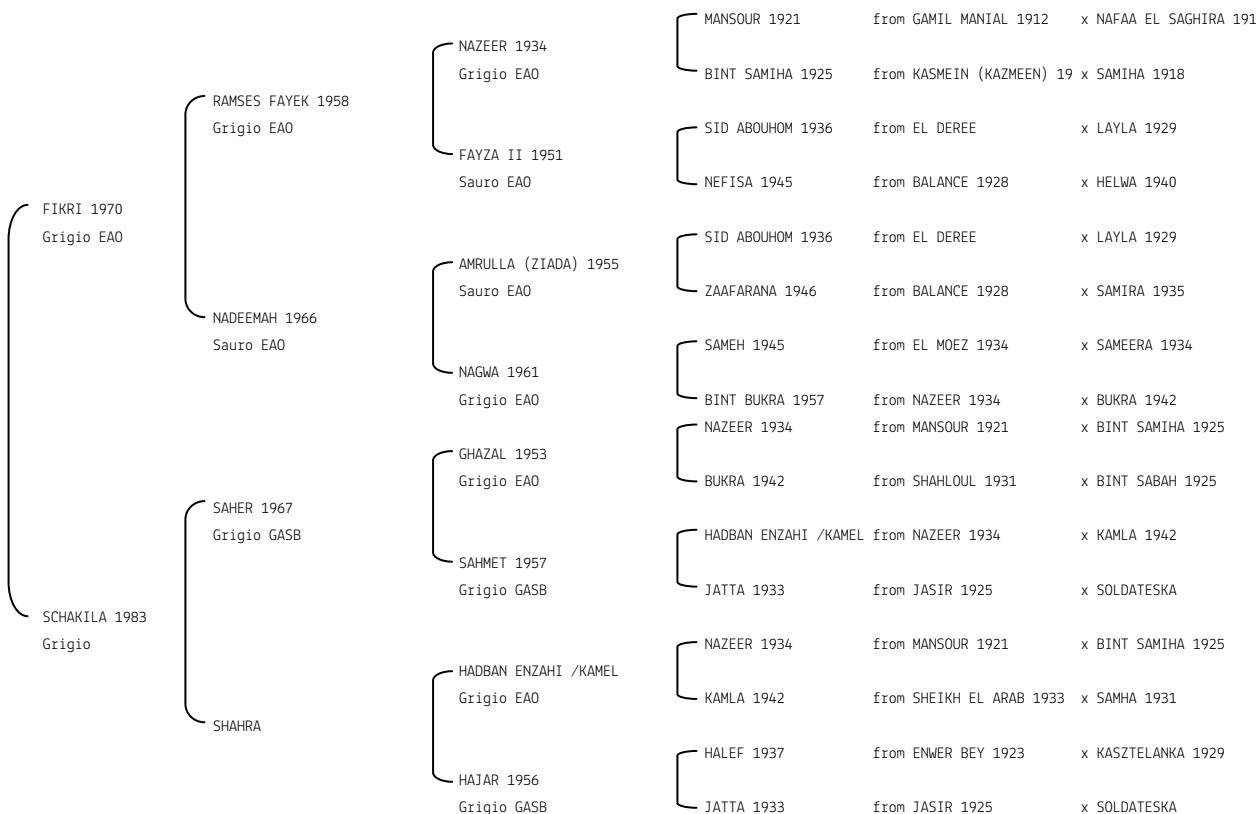 MANSOUR 1921 from GAMIL MANIAL 1912 x NAFAA EL SAGHIRA 191
NAZEER 1934
Grigio EAO
BINT SAMIHA 1925 from KASMEIN (KAZMEEN) 19 x SAMIHA 1918
RAMSES FAYEK 1958
Grigio EAO
SID ABOUHOM 1936 from EL DEREE x LAYLA 1929
FAYZA II 1951
Sauro EAO
NEFISA 1945 from BALANCE 1928 x HELWA 1940
FIKRI 1970
Grigio EAO
SID ABOUHOM 1936 from EL DEREE x LAYLA 1929
AMRULLA (ZIADA) 1955
Sauro EAO
ZAAFARANA 1946 from BALANCE 1928 x SAMIRA 1935
NADEEMAH 1966
Sauro EAO
SAMEH 1945 from EL MOEZ 1934 x SAMEERA 1934
NAGWA 1961
Grigio EAO
BINT BUKRA 1957 from NAZEER 1934 x BUKRA 1942
NAZEER 1934 from MANSOUR 1921 x BINT SAMIHA 1925
GHAZAL 1953
Grigio EAO
BUKRA 1942 from SHAHLOUL 1931 x BINT SABAH 1925
SAHER 1967
Grigio GASB
HADBAN ENZAHI /KAMEL from NAZEER 1934 x KAMLA 1942
SAHMET 1957
Grigio GASB
JATTA 1933 from JASIR 1925 x SOLDATESKA
SCHAKILA 1983
Grigio
NAZEER 1934 from MANSOUR 1921 x BINT SAMIHA 1925
HADBAN ENZAHI /KAMEL
Grigio EAO
KAMLA 1942 from SHEIKH EL ARAB 1933 x SAMHA 1931
SHAHRA
HALEF 1937 from ENWER BEY 1923 x KASZTELANKA 1929
HAJAR 1956
Grigio GASB
JATTA 1933 from JASIR 1925 x SOLDATESKA